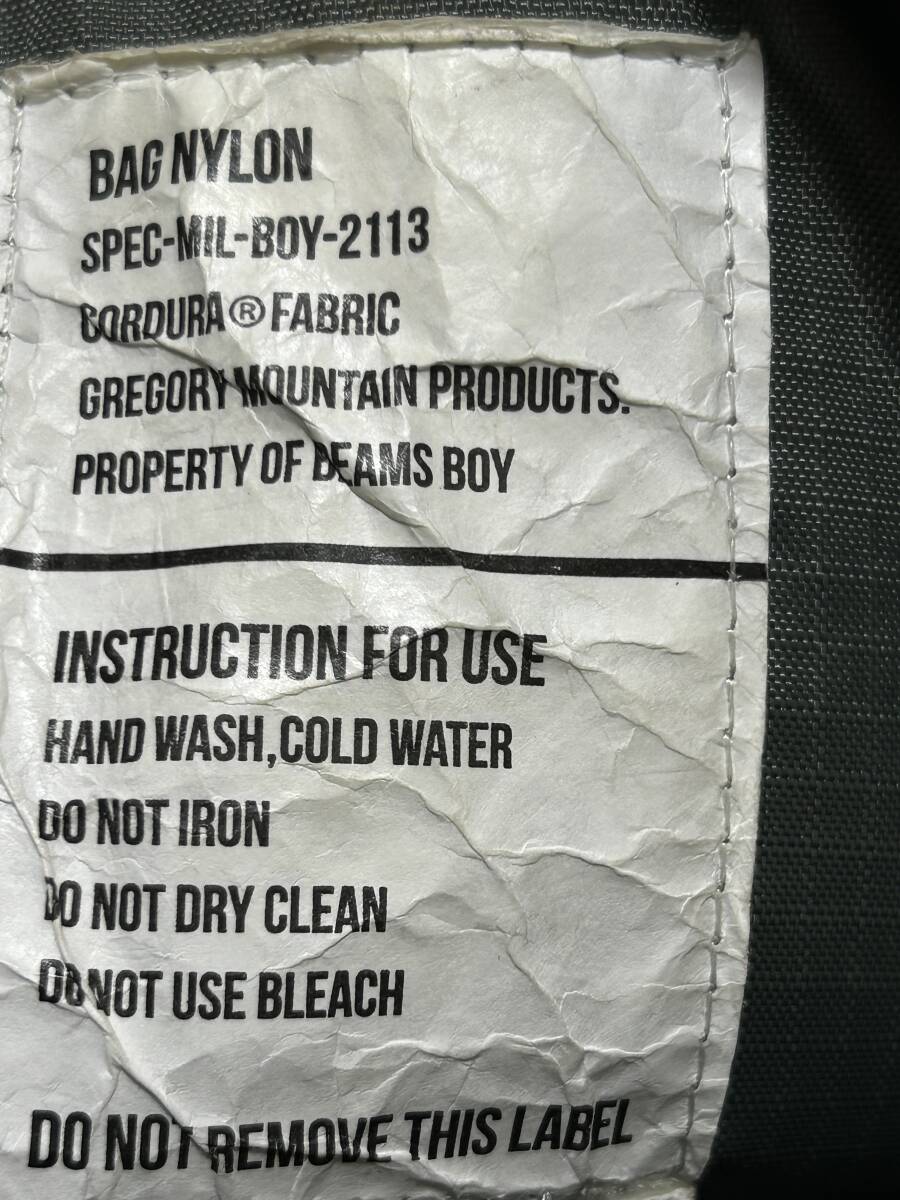 BAG NYLON
SPEC-MIL-BOY-2113
CORDURA® FABRIC
GREGORY MOUNTAIN PRODUCTS.
PROPERTY OF BEAMS BOY
INSTRUCTION FOR USE
HAND WASH,COLD WATER
DO NOT IRON
DO NOT DRY CLEAN
DO NOT USE BLEACH
DO NOT REMOVE THIS LABEL